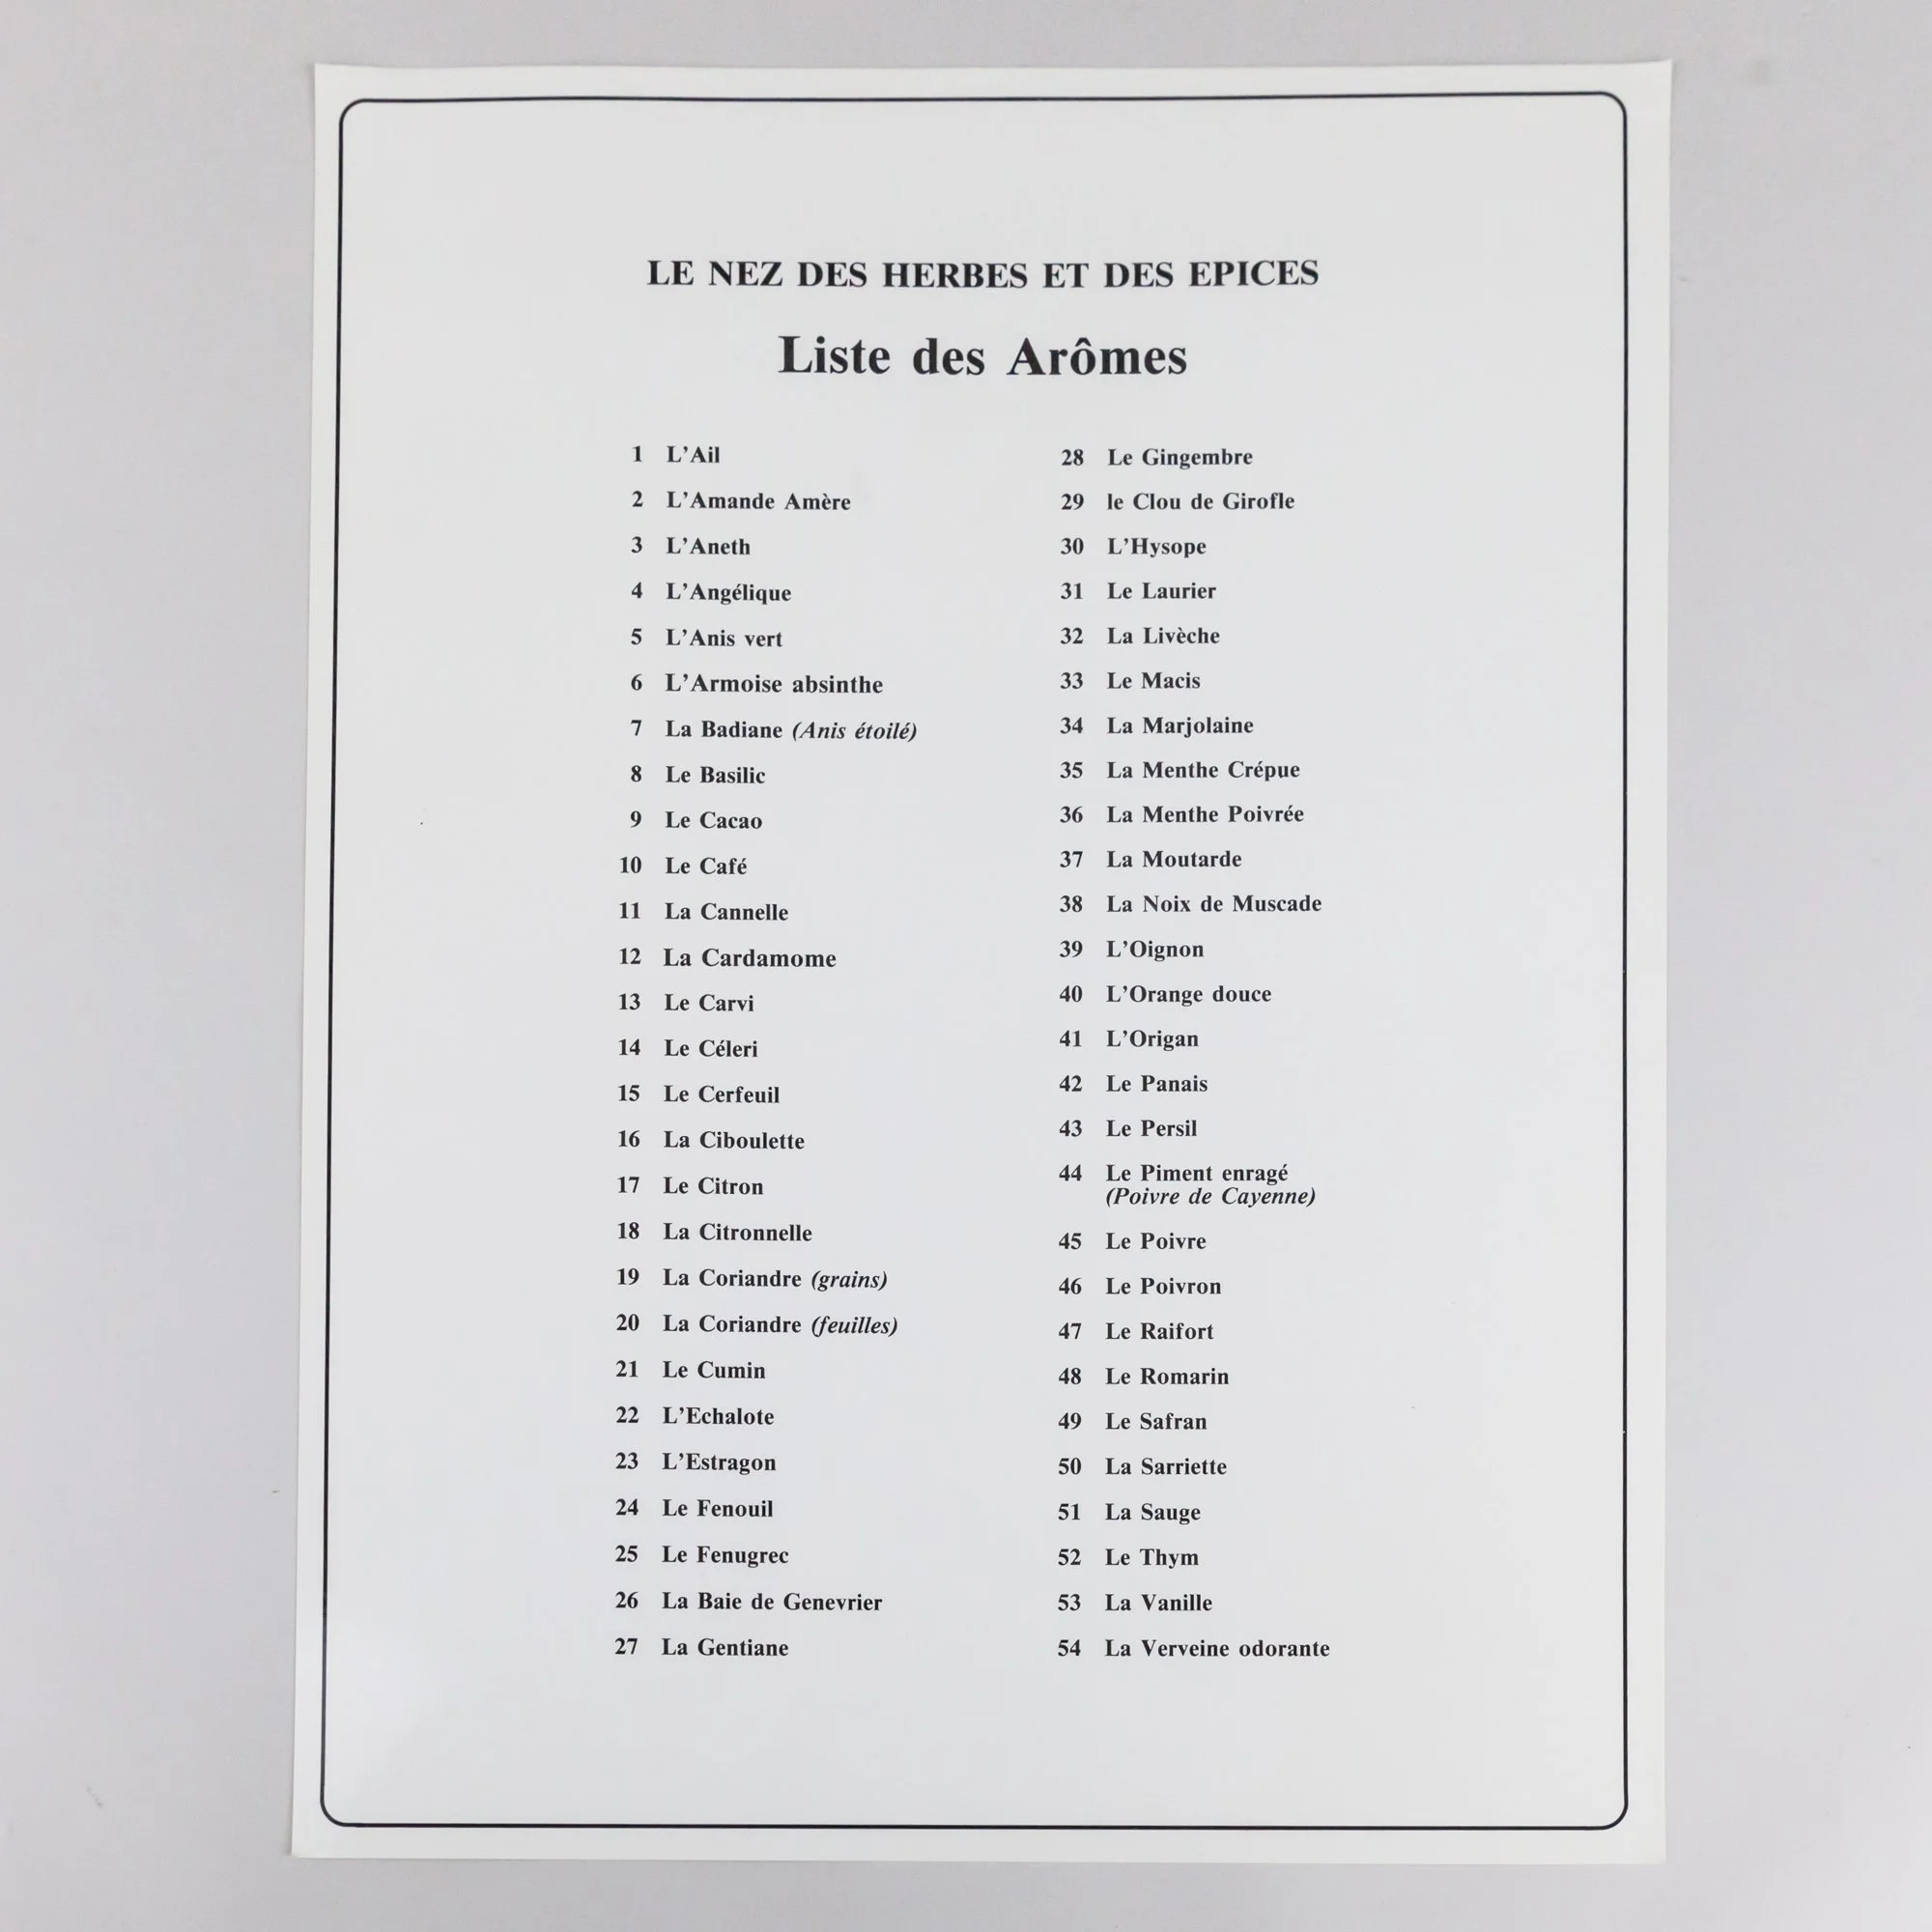 LE NEZ DES HERBES ET DES EPICES
Liste des Arômes
1 L'Ail
2 L'Amande Amère
3 L'Aneth
4 L'Angélique
5 L'Anis vert
6 L'Armoise absinthe
7 La Badiane (Anis étoilé)
8 Le Basilic
9 Le Cacao
10 Le Café
11 La Cannelle
12 La Cardamome
13 Le Carvi
14 Le Céleri
15 Le Cerfeuil
16 La Ciboulette
17 Le Citron
18 La Citronnelle
19 La Coriandre (grains)
20 La Coriandre (feuilles)
21 Le Cumin
22 L'Echalote
23 L'Estragon
24 Le Fenouil
25 Le Fenugrec
26 La Baie de Genevrier
27 La Gentiane
28 Le Gingembre
29 le Clou de Girofle
30 L'Hysope
31 Le Laurier
32 La Livèche
33 Le Macis
34 La Marjolaine
35 La Menthe Crépue
36 La Menthe Poivrée
37 La Moutarde
38 La Noix de Muscade
39 L'Oignon
40 L'Orange douce
41 L'Origan
42 Le Panais
43 Le Persil
44 Le Piment enragé
(Poivre de Cayenne)
45 Le Poivre
46 Le Poivron
47 Le Raifort
48 Le Romarin
49 Le Safran
50 La Sarriette
51 La Sauge
52 Le Thym
53 La Vanille
54 La Verveine odorante